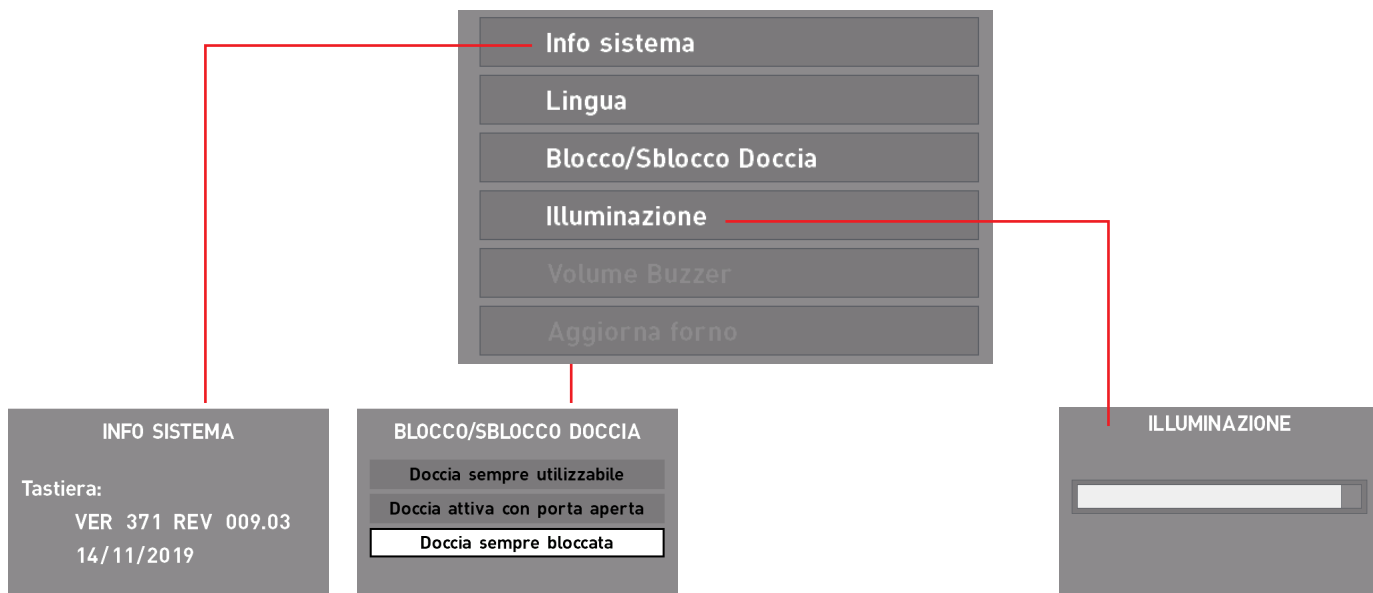 Info sistema
Lingua
Blocco/Sblocco Doccia
Illuminazione
Volume Buzzer
Aggiorna forno
INFO SISTEMA
Tastiera:
VER 371 REV 009.03
14/11/2019
BLOCCO/SBLOCCO DOCCIA
Doccia sempre utilizzabile
Doccia attiva con porta aperta
Doccia sempre bloccata
ILLUMINAZIONE